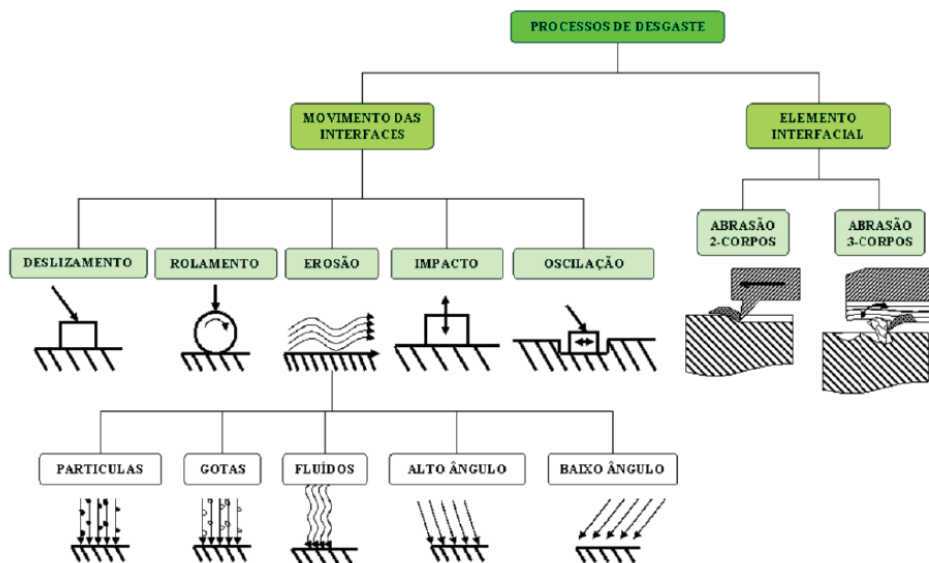 PROCESSOS DE DESGASTE
MOVIMENTO DAS
INTERFACES
ELEMENTO
INTERFACIAL
ABRASÃO
2-CORPOS
ABRASÃO
3-CORPOS
DESLIZAMENTO
ROLAMENTO
EROSÃO
IMPACTO
OSCILAÇÃO
PARTICULAS
GOTAS
FLUÍDOS
ALTO ÂNGULO
BAIXO ÂNGULO